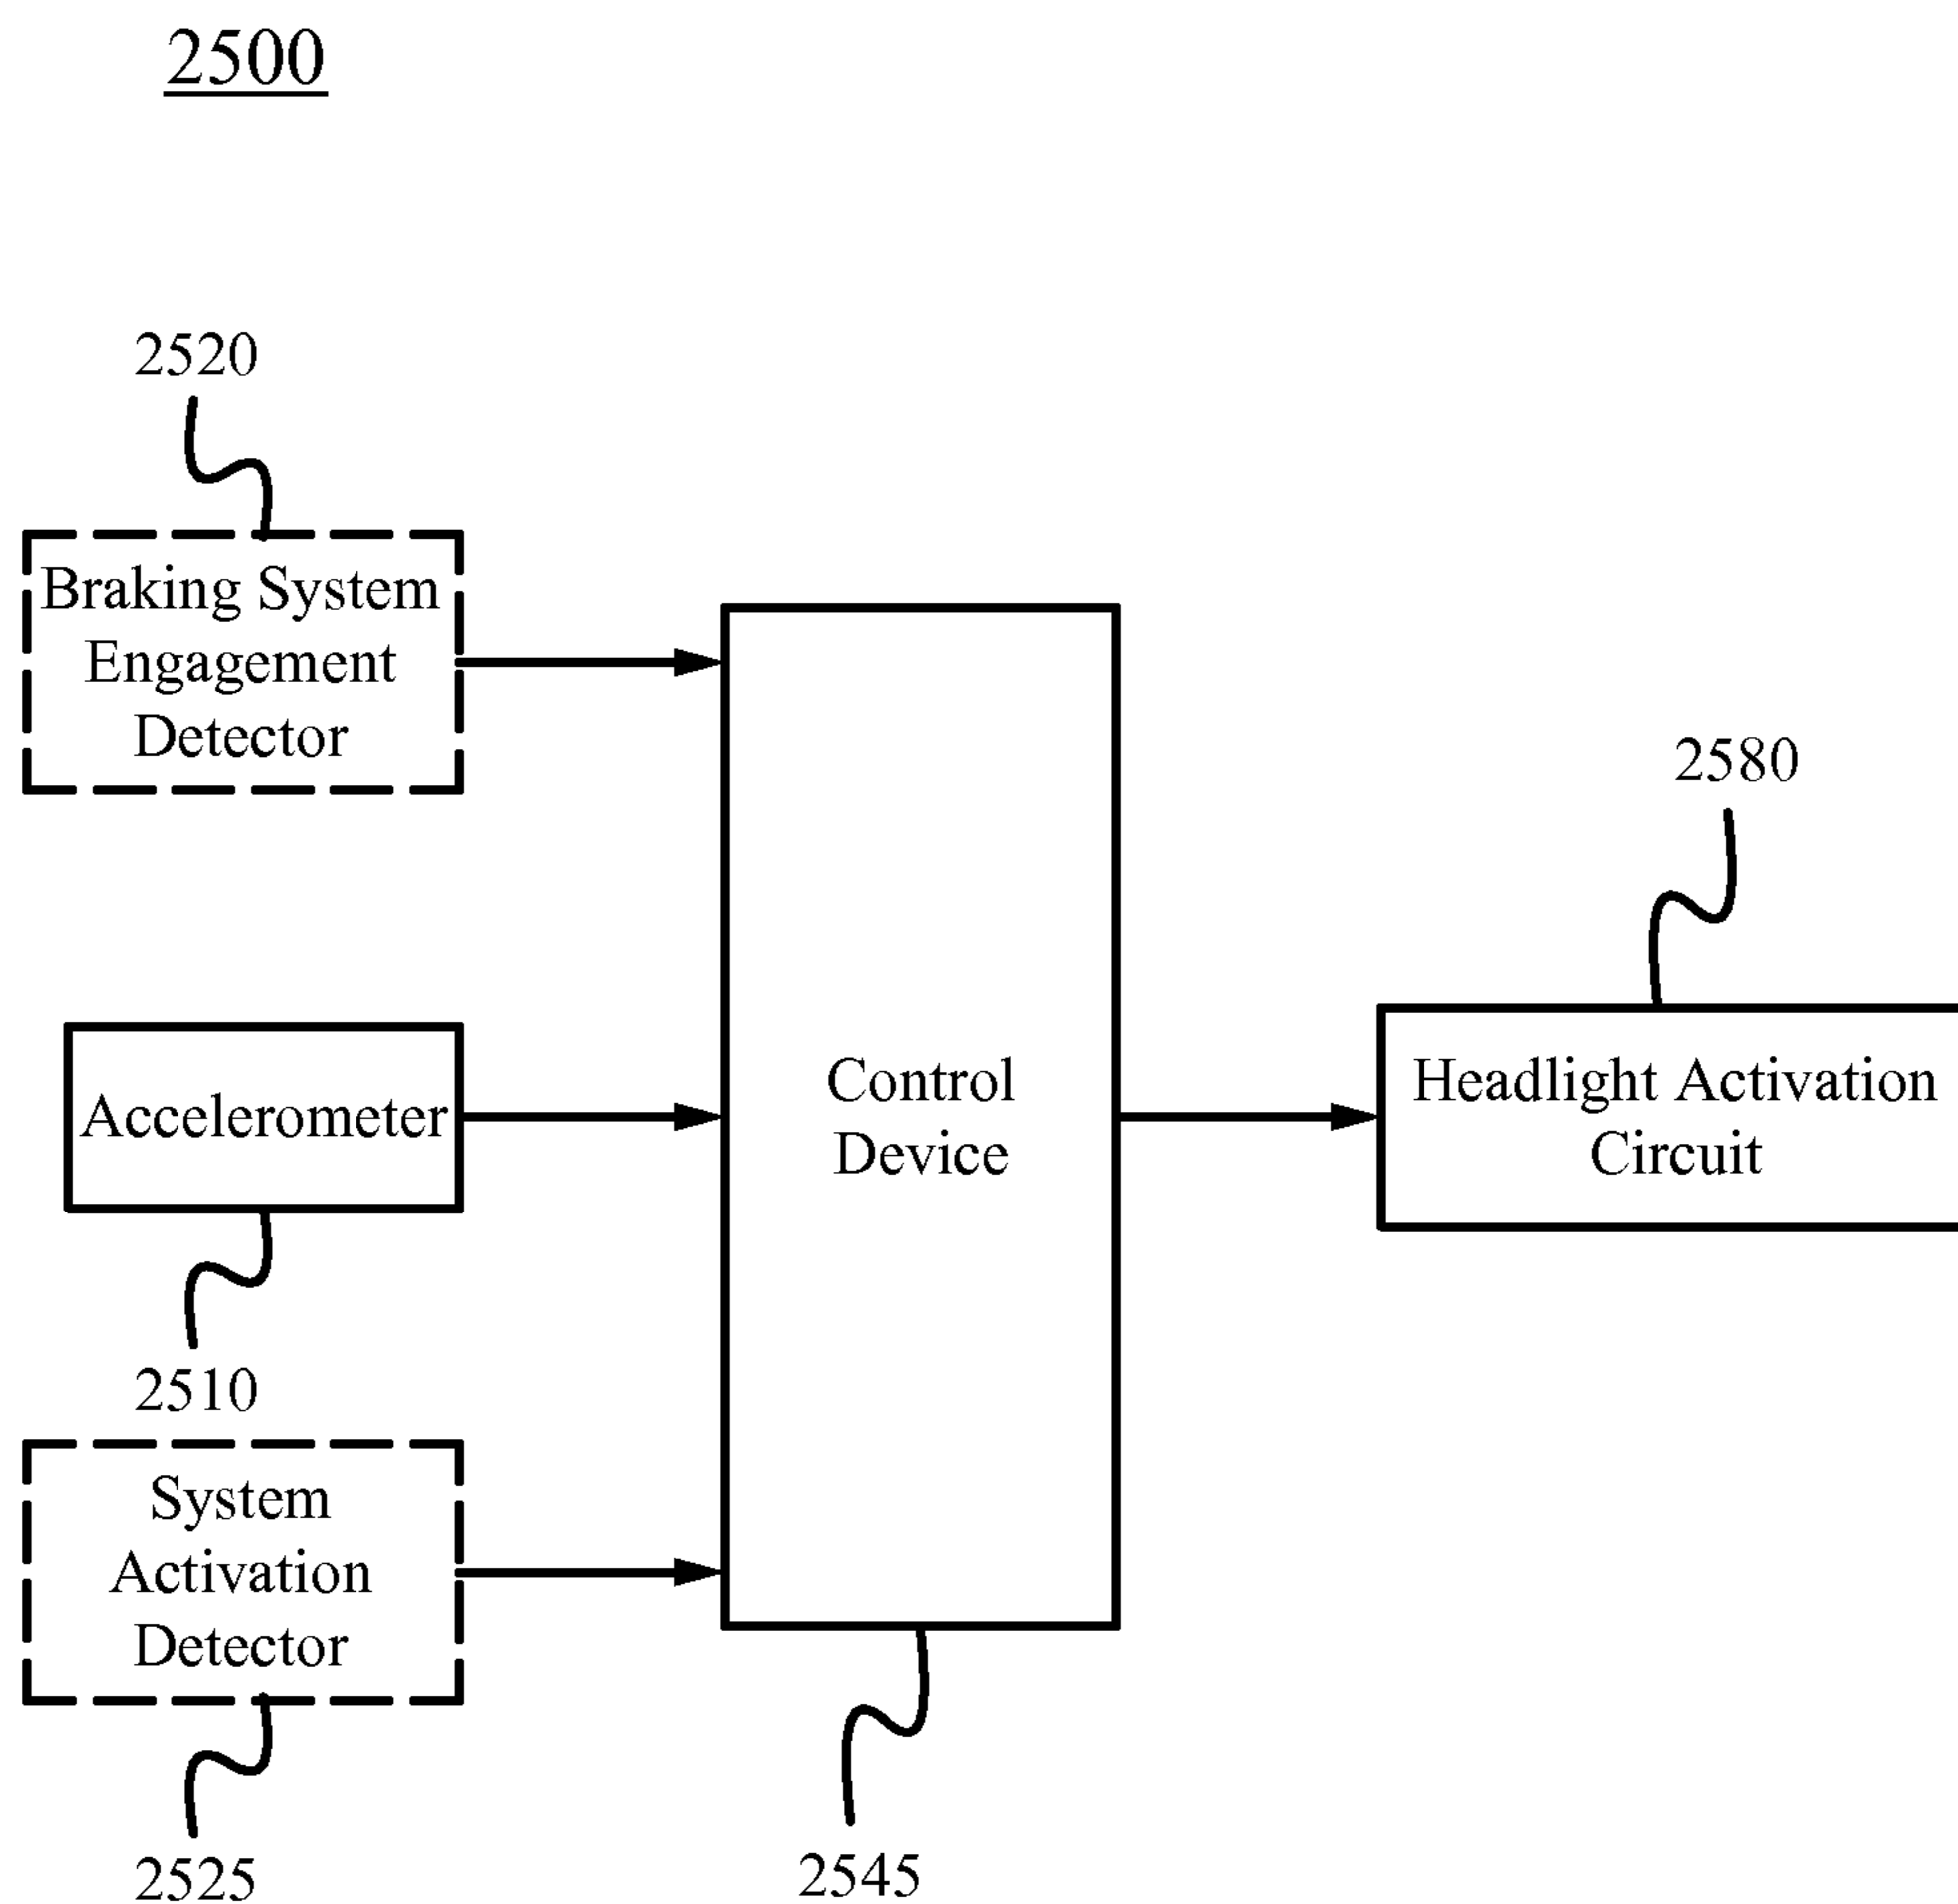 2500
2520
Braking System
Engagement
Detector
2580
Control
Device
Headlight Activation
Circuit
Accelerometer
2510
System
Activation
Detector
2525
2545